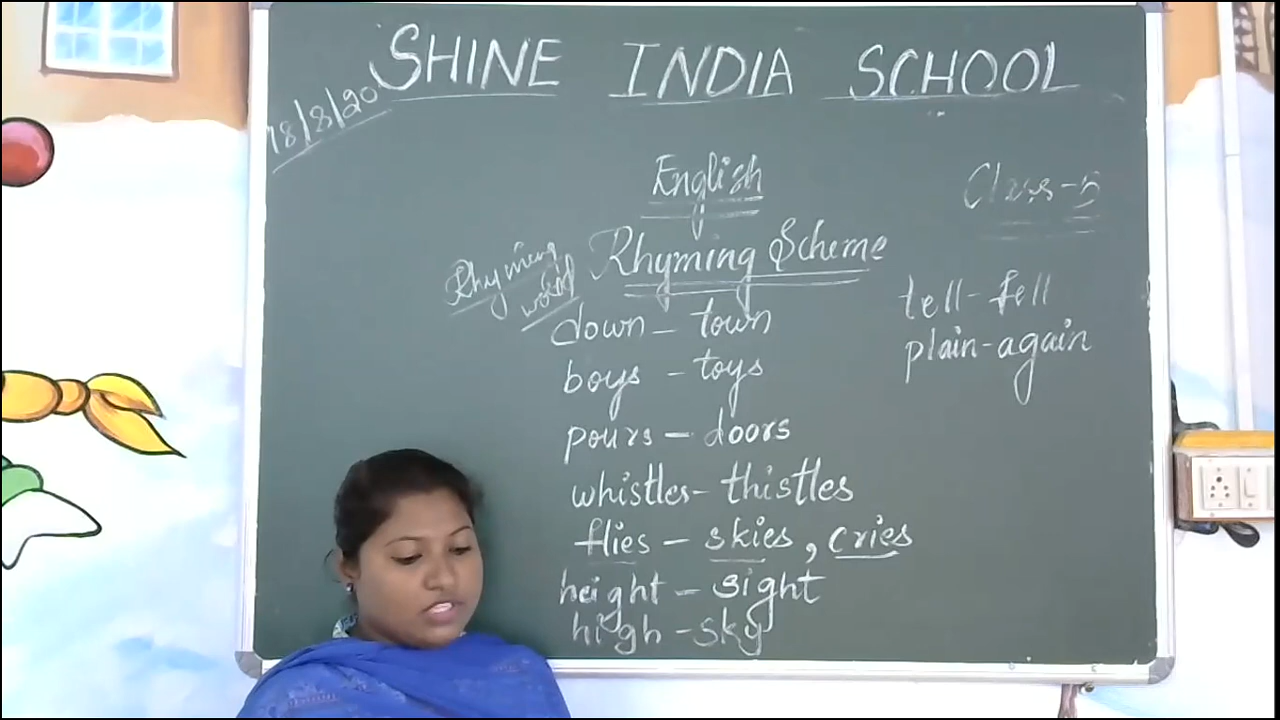 SHINE INDIA SCHOOL
18/8/20
English
Class-5
Rhyming Scheme
Rhyming
word
down - town
boys - toys
pours - doors
whistles - thistles
flies - skies, cries
height - sight
high - sky
tell - fell
plain - again